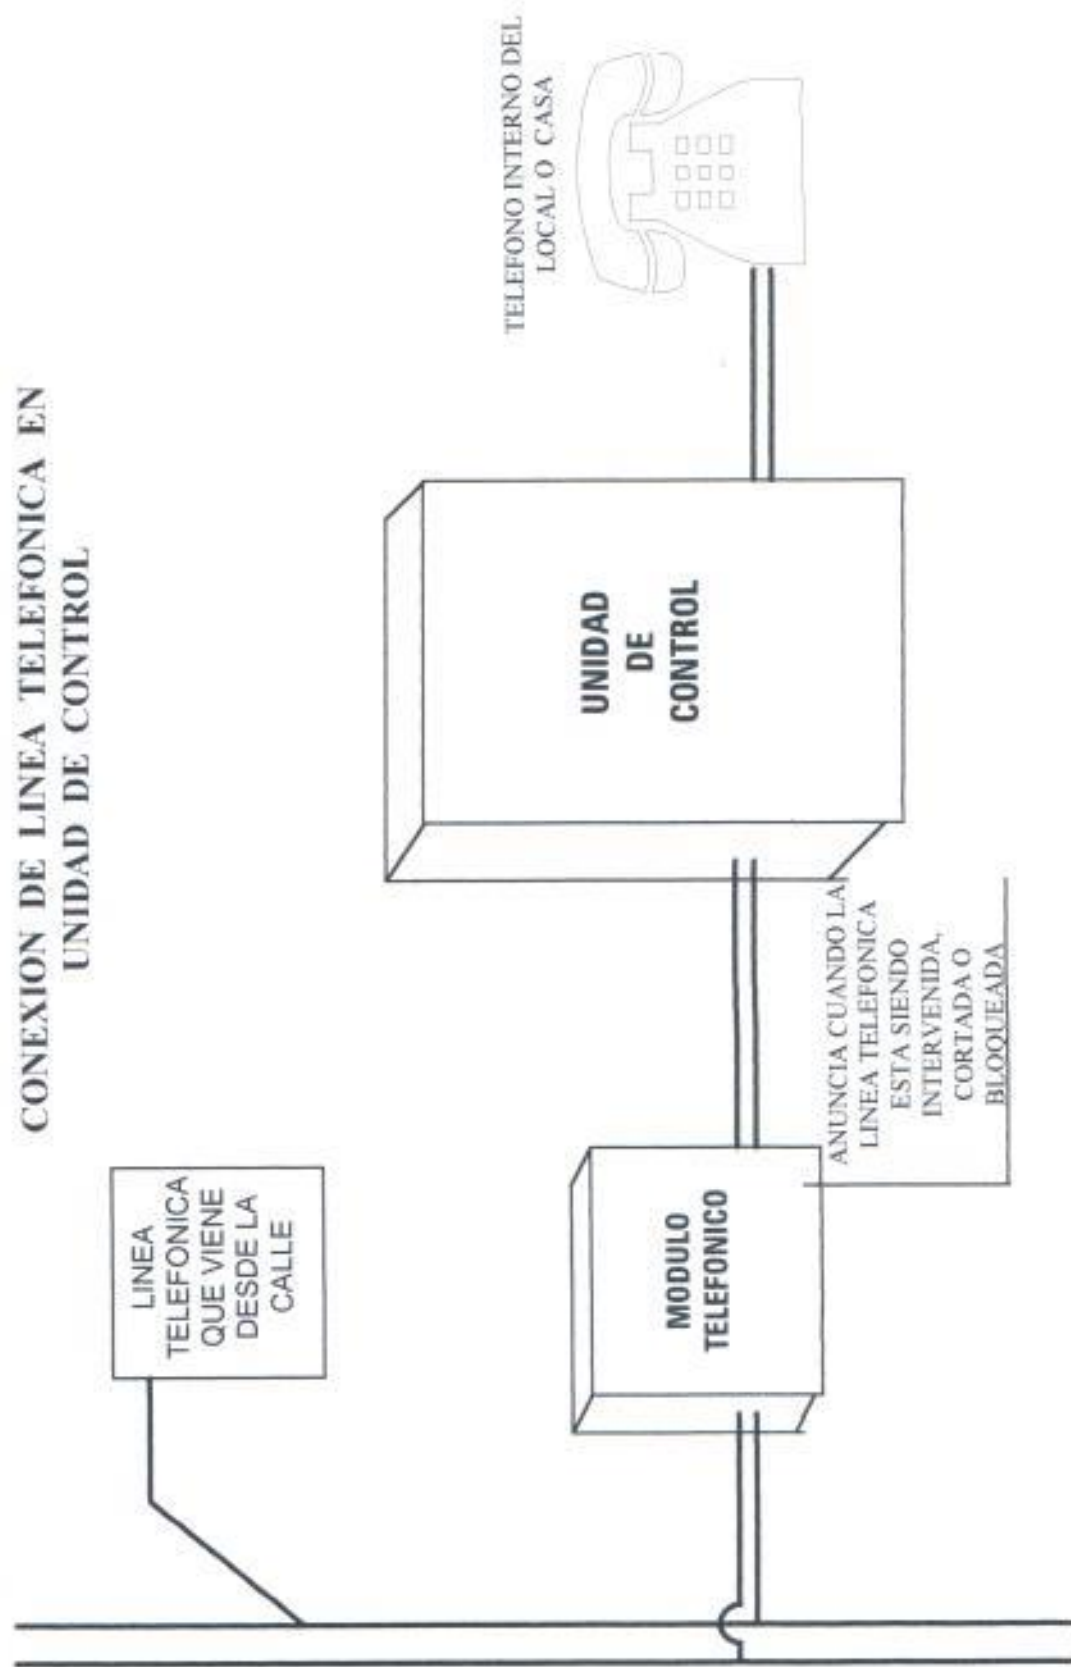 CONEXION DE LINEA TELEFONICA EN
UNIDAD DE CONTROL
LINEA
TELEFONICA
QUE VIENE
DESDE LA
CALLE
MODULO
TELEFONICO
ANUNCIA CUANDO LA
LINEA TELEFONICA
ESTA SIENDO
INTERVENIDA,
CORTADA O
BLOQUEADA
UNIDAD
DE
CONTROL
TELEFONO INTERNO DEL
LOCAL O CASA